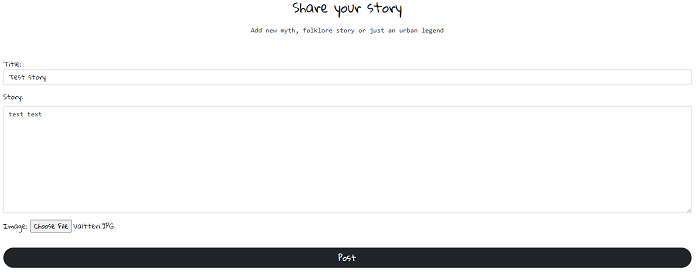 Share your story
Add new myth, folklore story or just an urban legend
Title:
Test story
Story:
test text
Image: Choose File Valtteri.JPG
Post